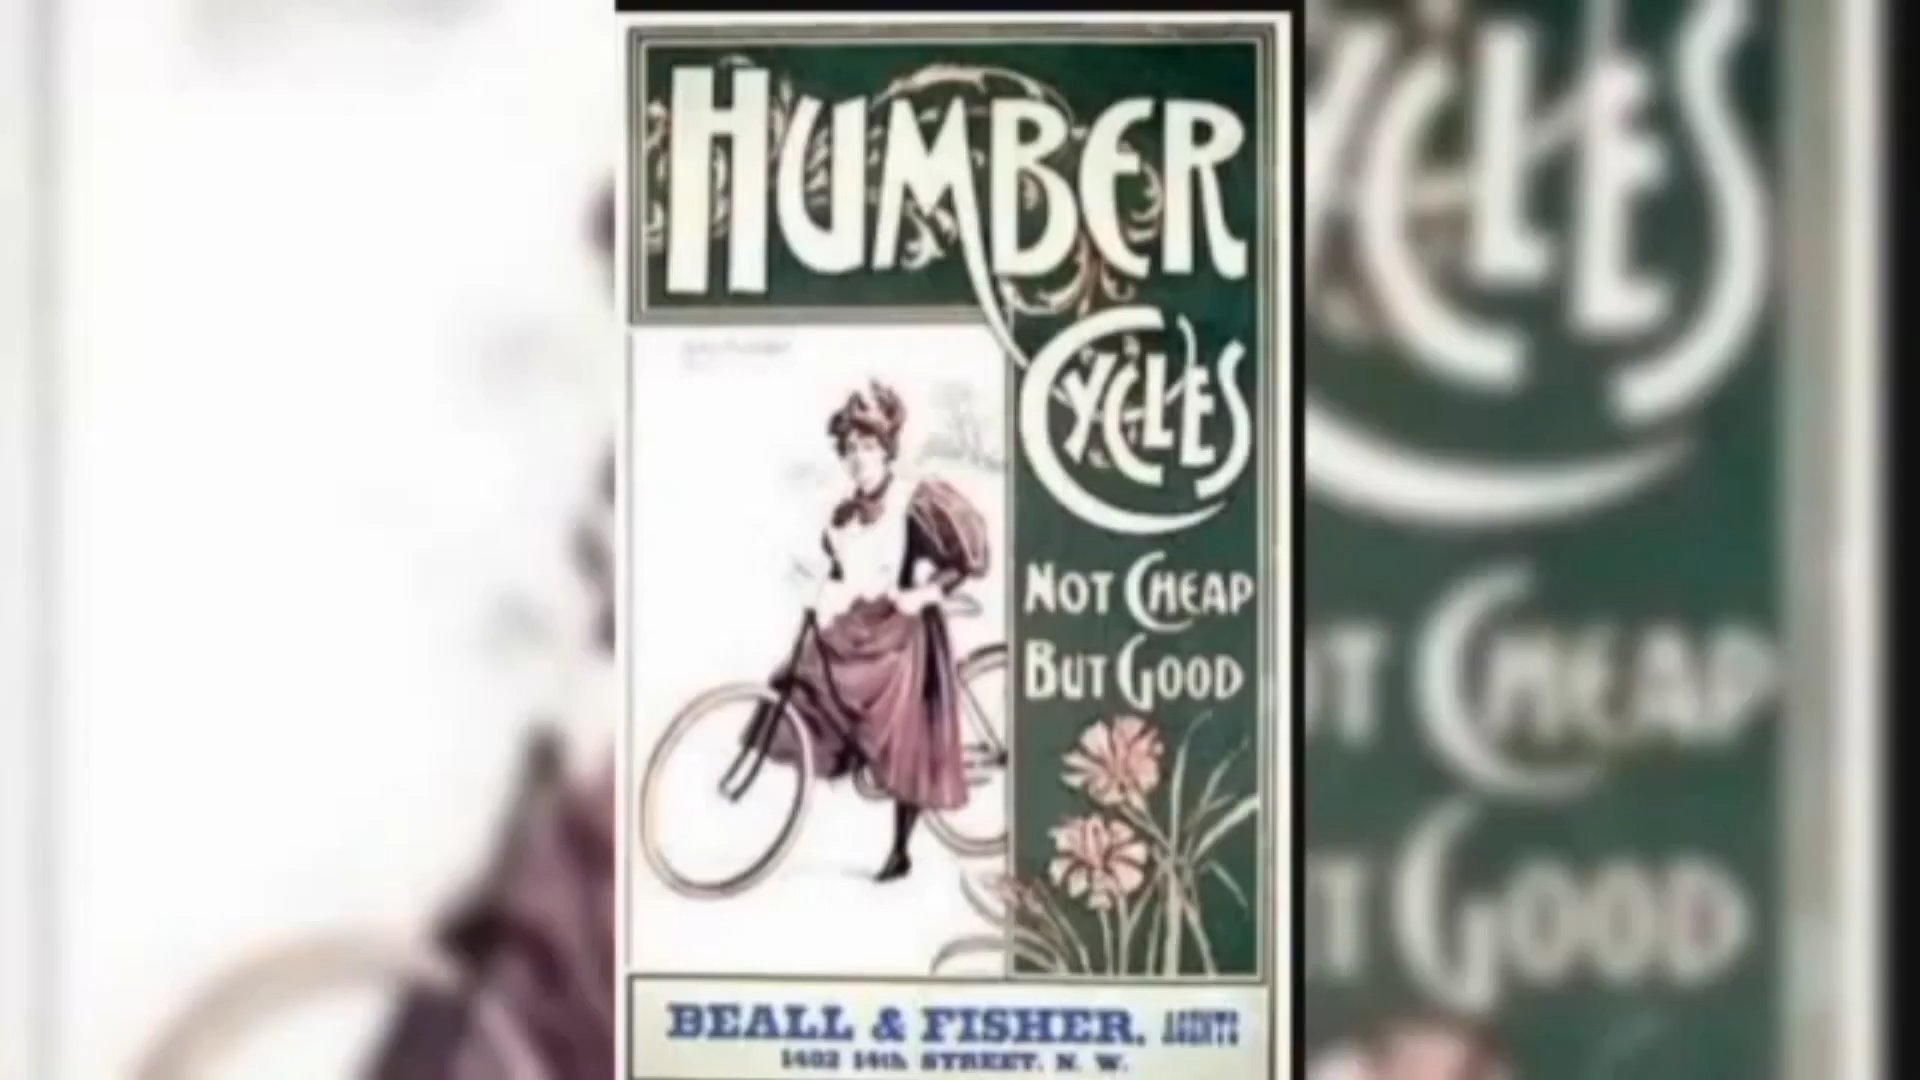 HUMBER
CYCLES
NOT CHEAP
BUT GOOD
BEALL & FISHER. AGENTS
1402 14th STREET. N. W.